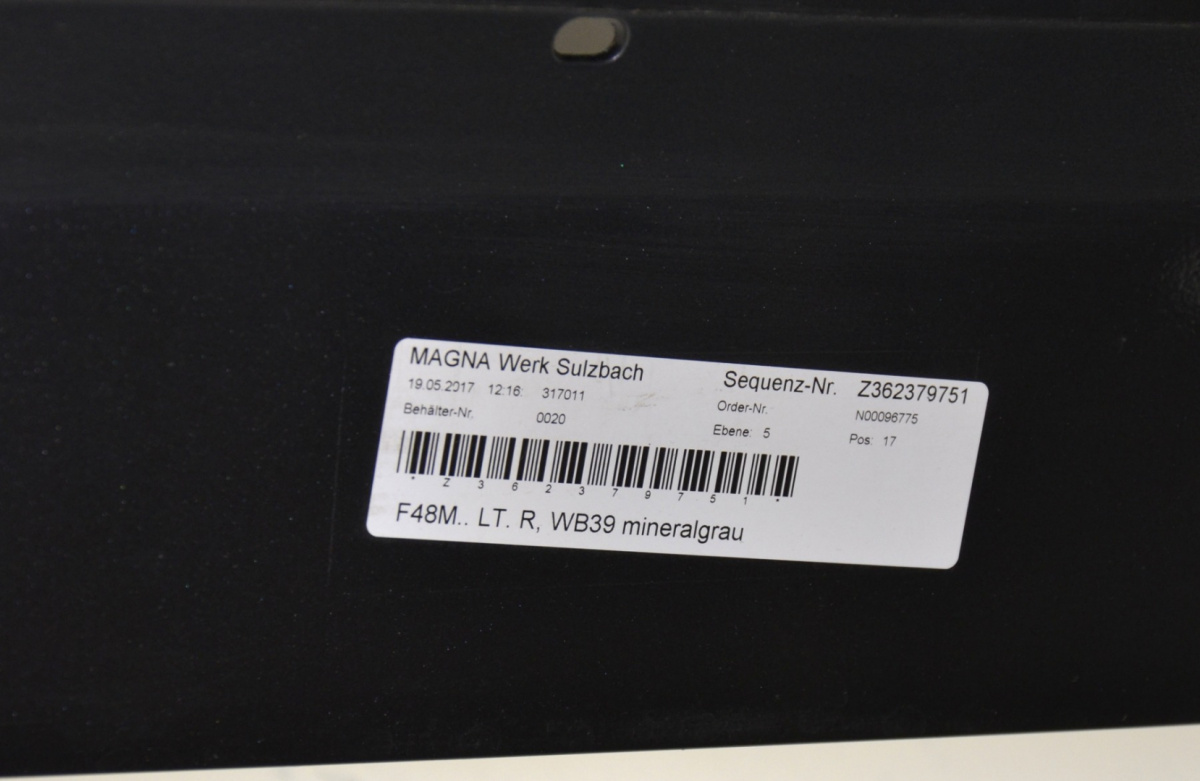 MAGNA Werk Sulzbach
Sequenz-Nr. Z362379751
19.05.2017 12:16: 317011
Order-Nr. N00096775
Behälter-Nr. 0020
Ebene: 5 Pos: 17
* Z 3 6 2 3 7 9 7 5 1 *
F48M.. LT. R, WB39 mineralgrau